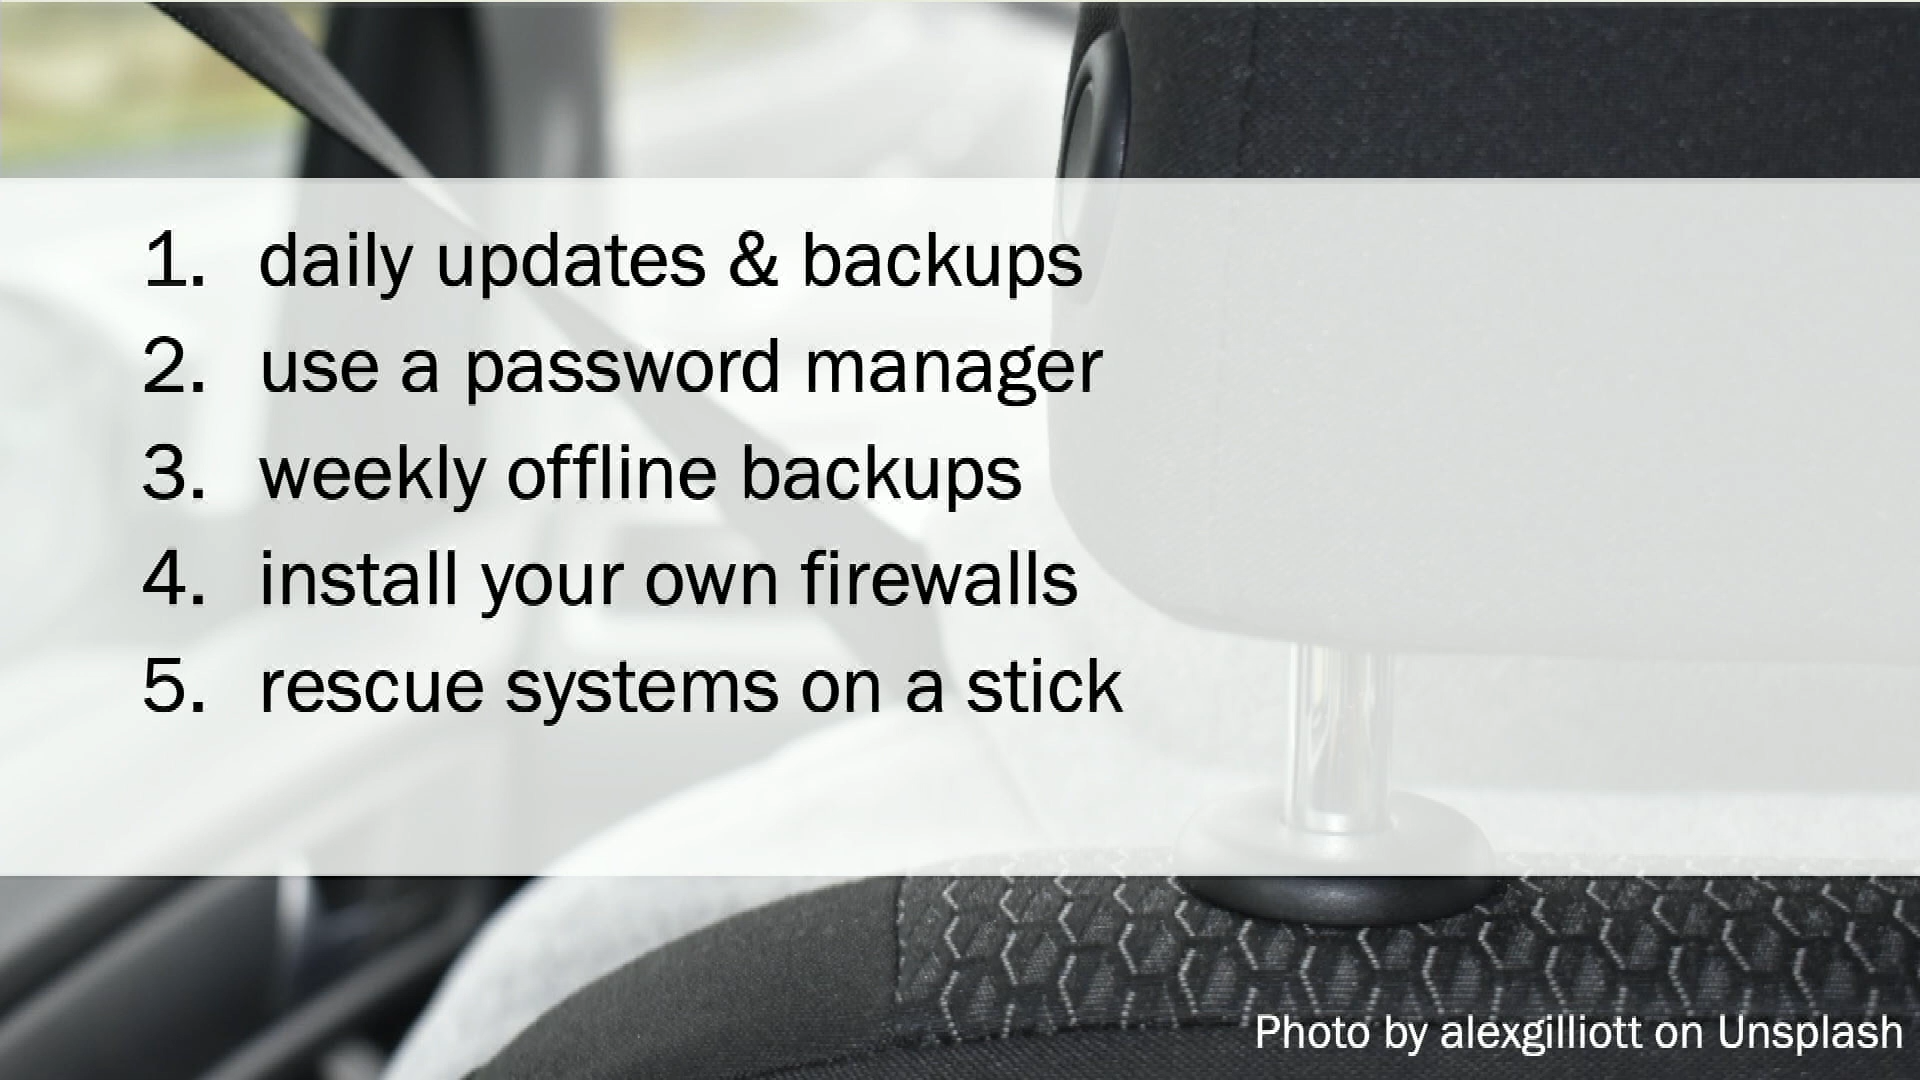 1. daily updates & backups
2. use a password manager
3. weekly offline backups
4. install your own firewalls
5. rescue systems on a stick
Photo by alexgilliott on Unsplash